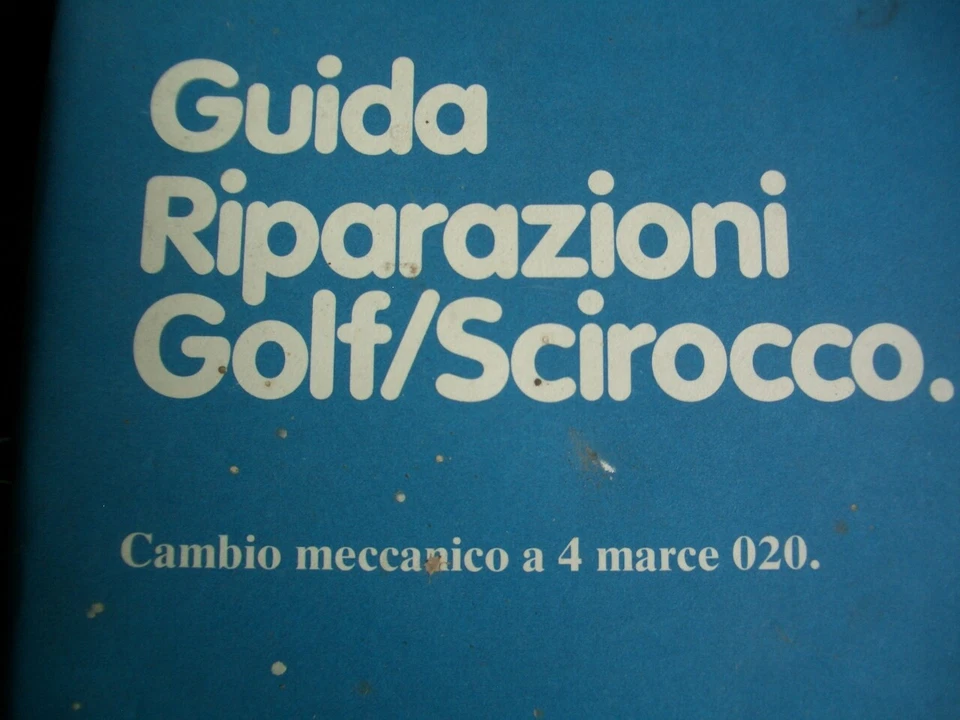 Guida
Riparazioni
Golf/Scirocco.
Cambio meccanico a 4 marce 020.